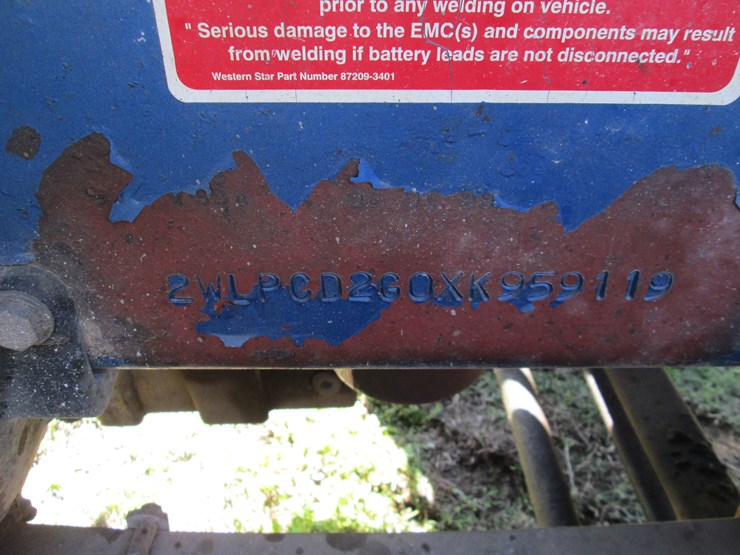 prior to any welding on vehicle.
" Serious damage to the EMC(s) and components may result
from welding if battery leads are not disconnected."
Western Star Part Number 87209-3401
2WLPCD2G0XK959119